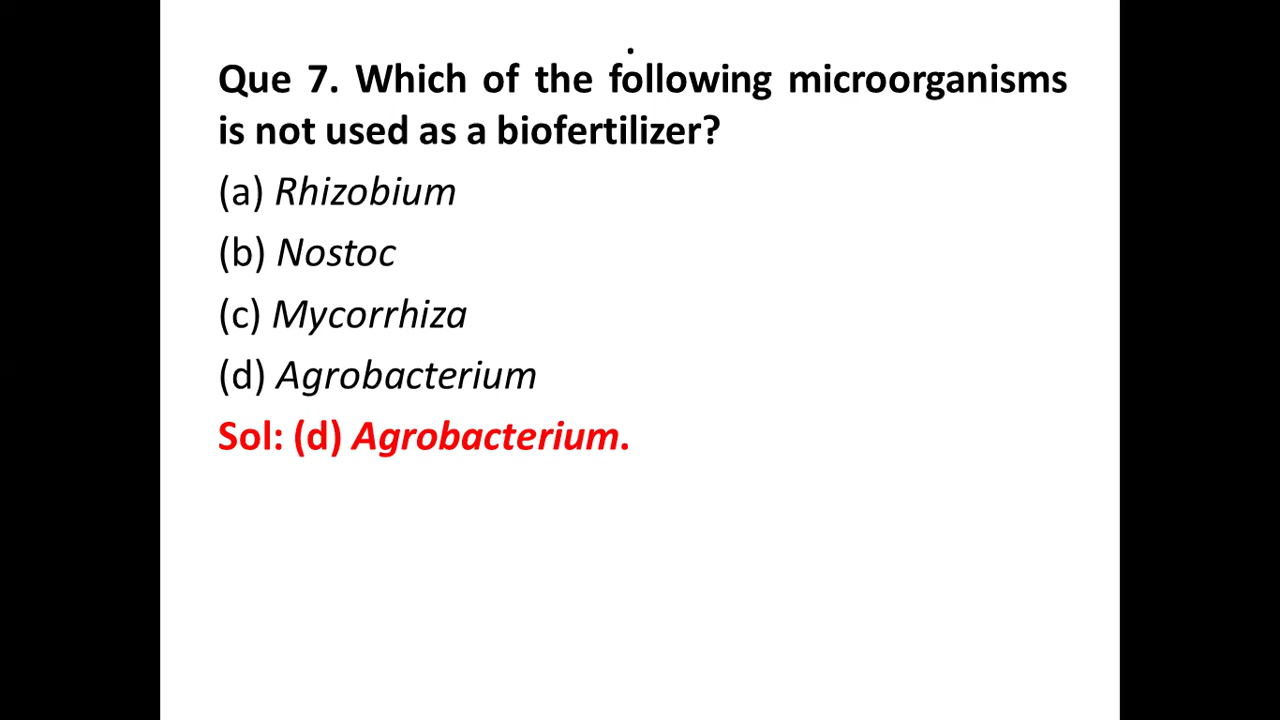 Que 7. Which of the following microorganisms
is not used as a biofertilizer?
(a) Rhizobium
(b) Nostoc
(c) Mycorrhiza
(d) Agrobacterium
Sol: (d) Agrobacterium.